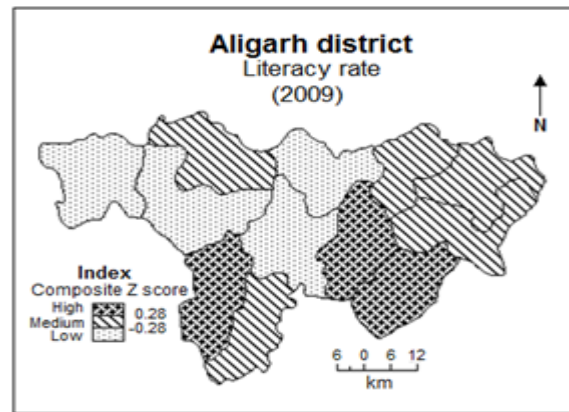 Aligarh district
Literacy rate
(2009)
N
Index
Composite Z score
High
0.28
Medium
-0.28
Low
6 0 6 12
km